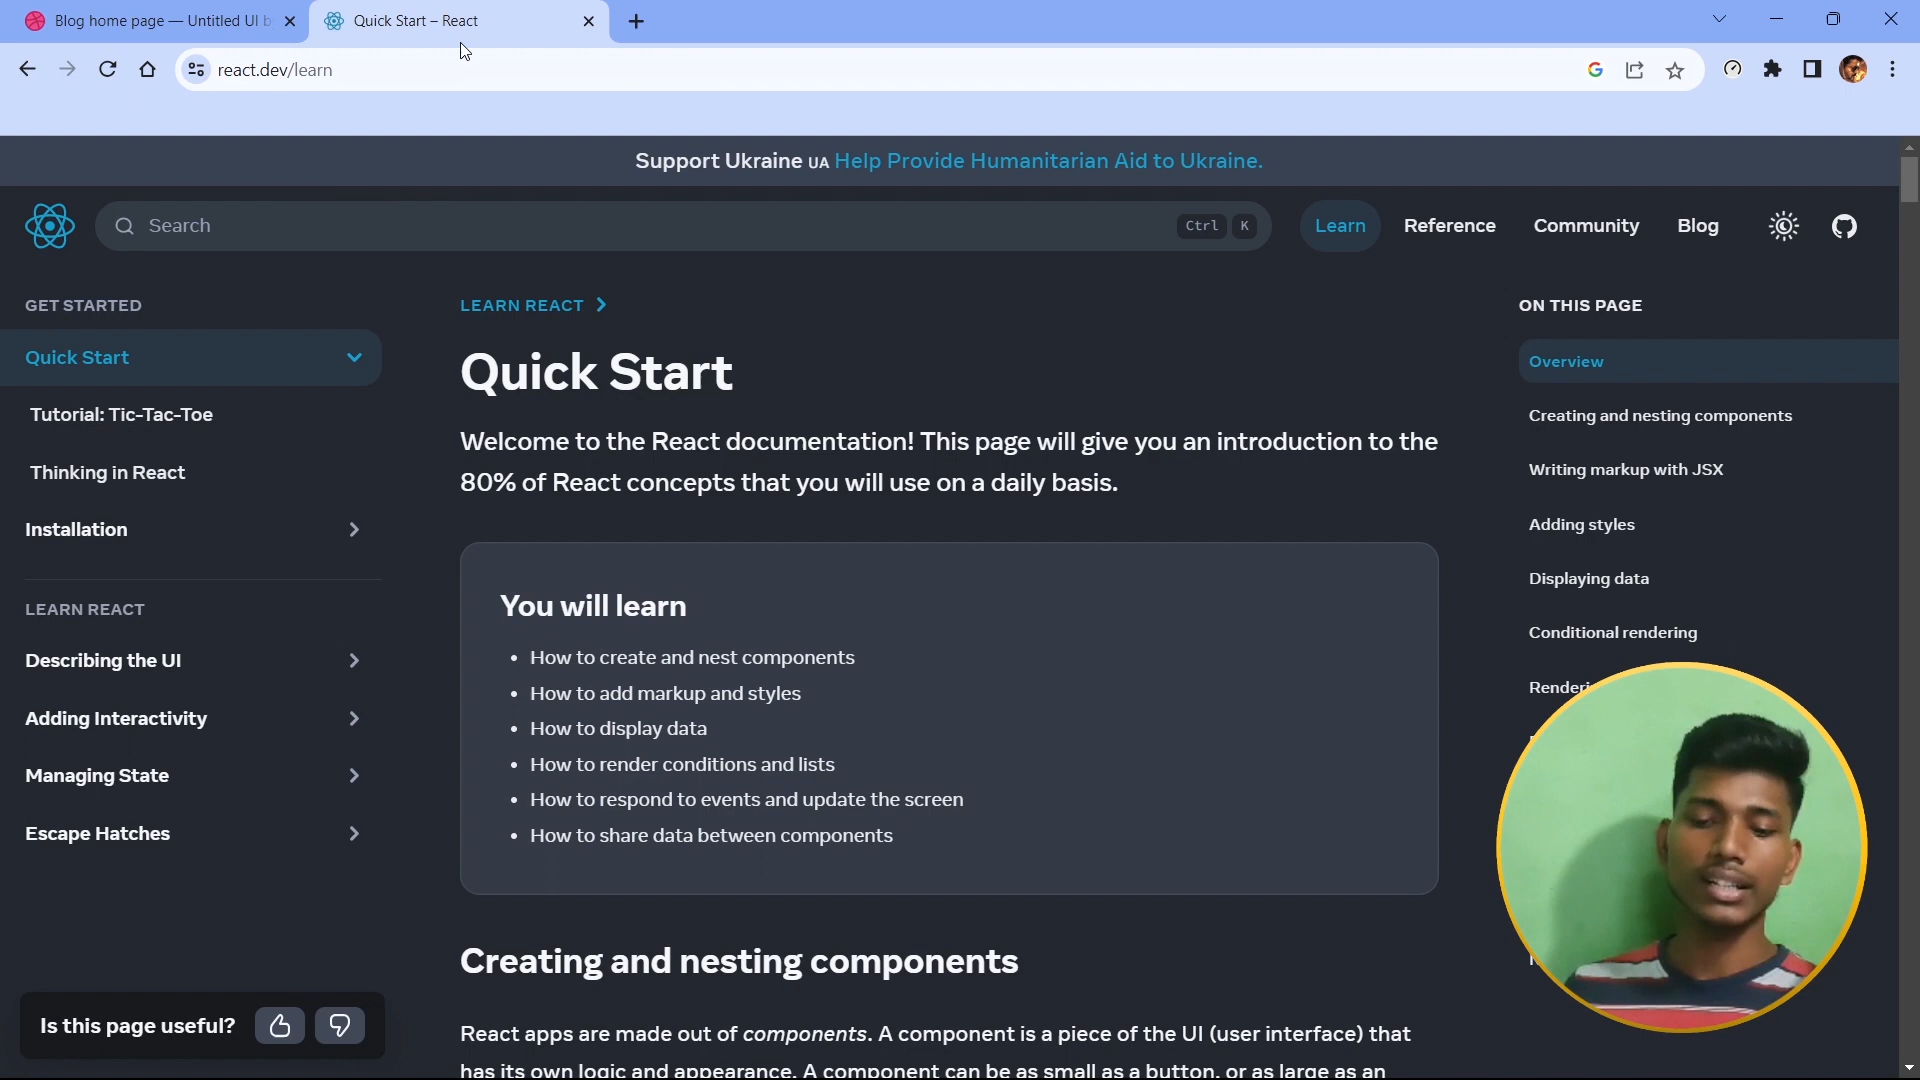 Blog home page — Untitled UI b
Quick Start – React
react.dev/learn
Support Ukraine UA Help Provide Humanitarian Aid to Ukraine.
Search
Ctrl K
Learn
Reference
Community
Blog
GET STARTED
Quick Start
Tutorial: Tic-Tac-Toe
Thinking in React
Installation
LEARN REACT
Describing the UI
Adding Interactivity
Managing State
Escape Hatches
Is this page useful?
LEARN REACT
Quick Start
Welcome to the React documentation! This page will give you an introduction to the
80% of React concepts that you will use on a daily basis.
You will learn
• How to create and nest components
• How to add markup and styles
• How to display data
• How to render conditions and lists
• How to respond to events and update the screen
• How to share data between components
Creating and nesting components
React apps are made out of components. A component is a piece of the UI (user interface) that
has its own logic and appearance. A component can be as small as a button, or as large as an
ON THIS PAGE
Overview
Creating and nesting components
Writing markup with JSX
Adding styles
Displaying data
Conditional rendering